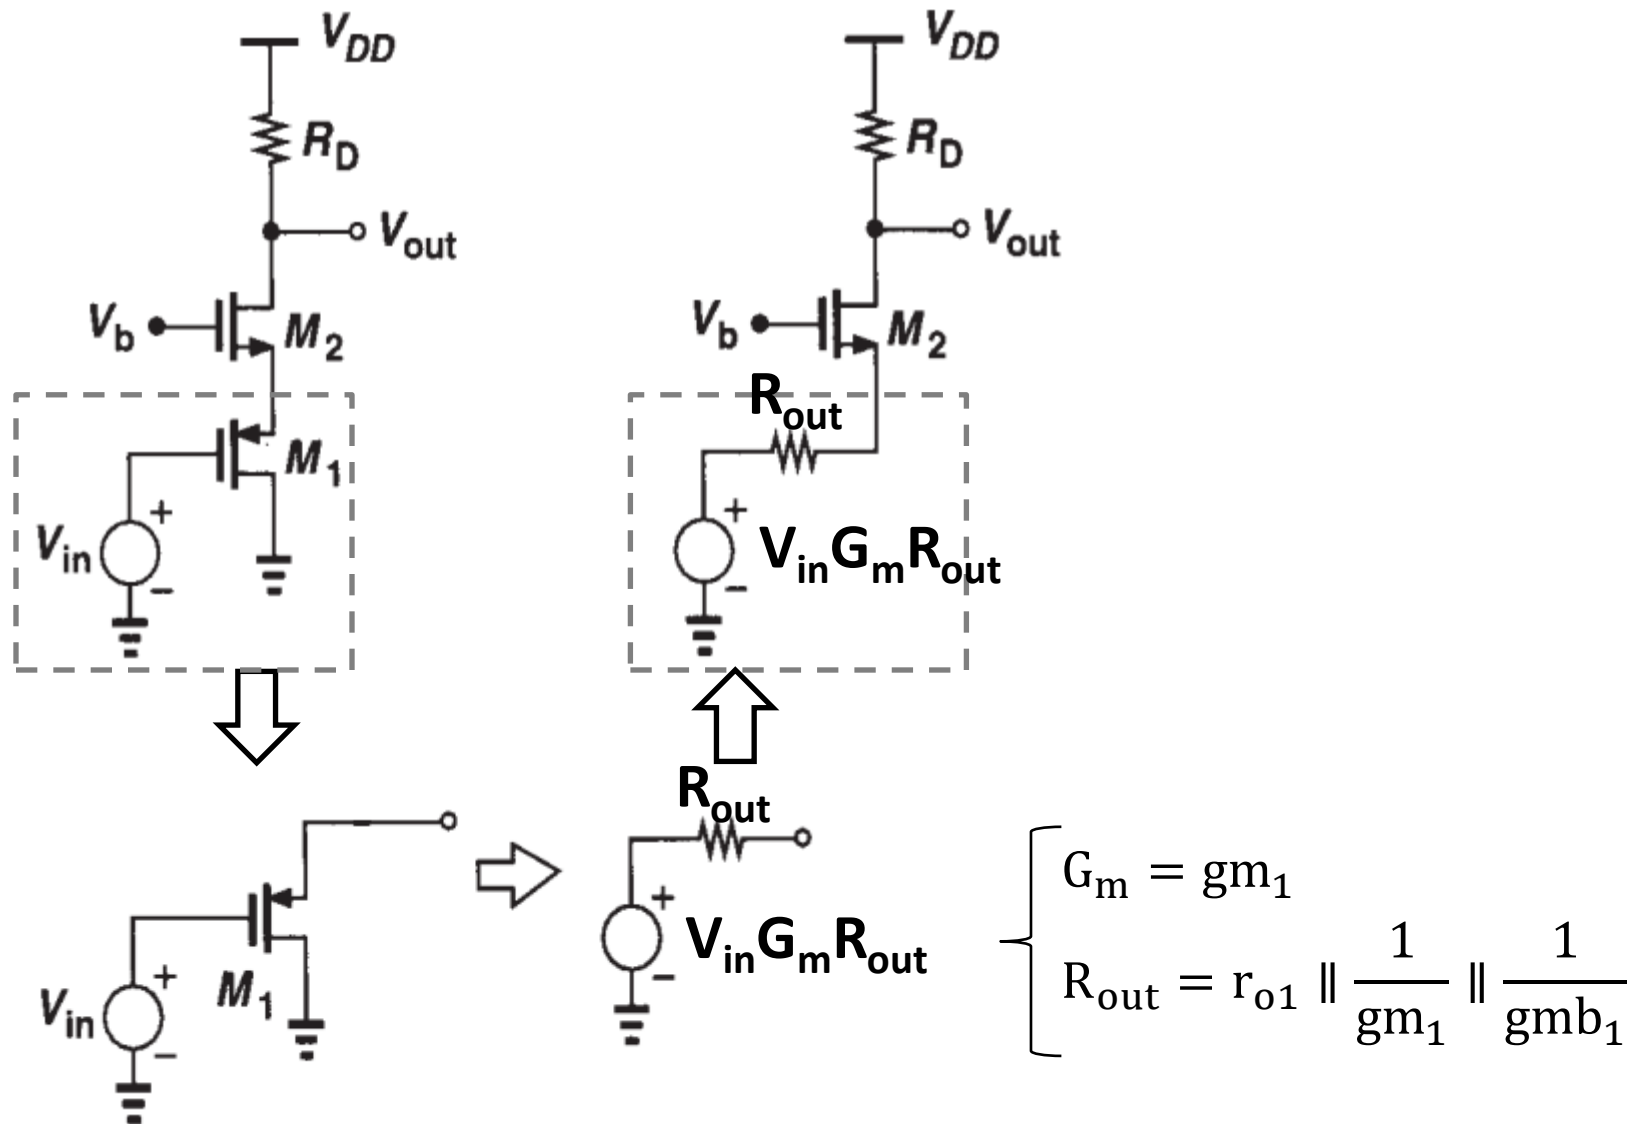 V_DD
R_D
V_out
V_b
M_2
M_1
V_in
+
−
V_DD
R_D
V_out
V_b
M_2
R_out
+
V_inG_mR_out
−
M_1
V_in
+
−
R_out
+
V_inG_mR_out
−
G_m = gm_1
R_out = r_o1 ∥ 1/gm_1 ∥ 1/gmb_1